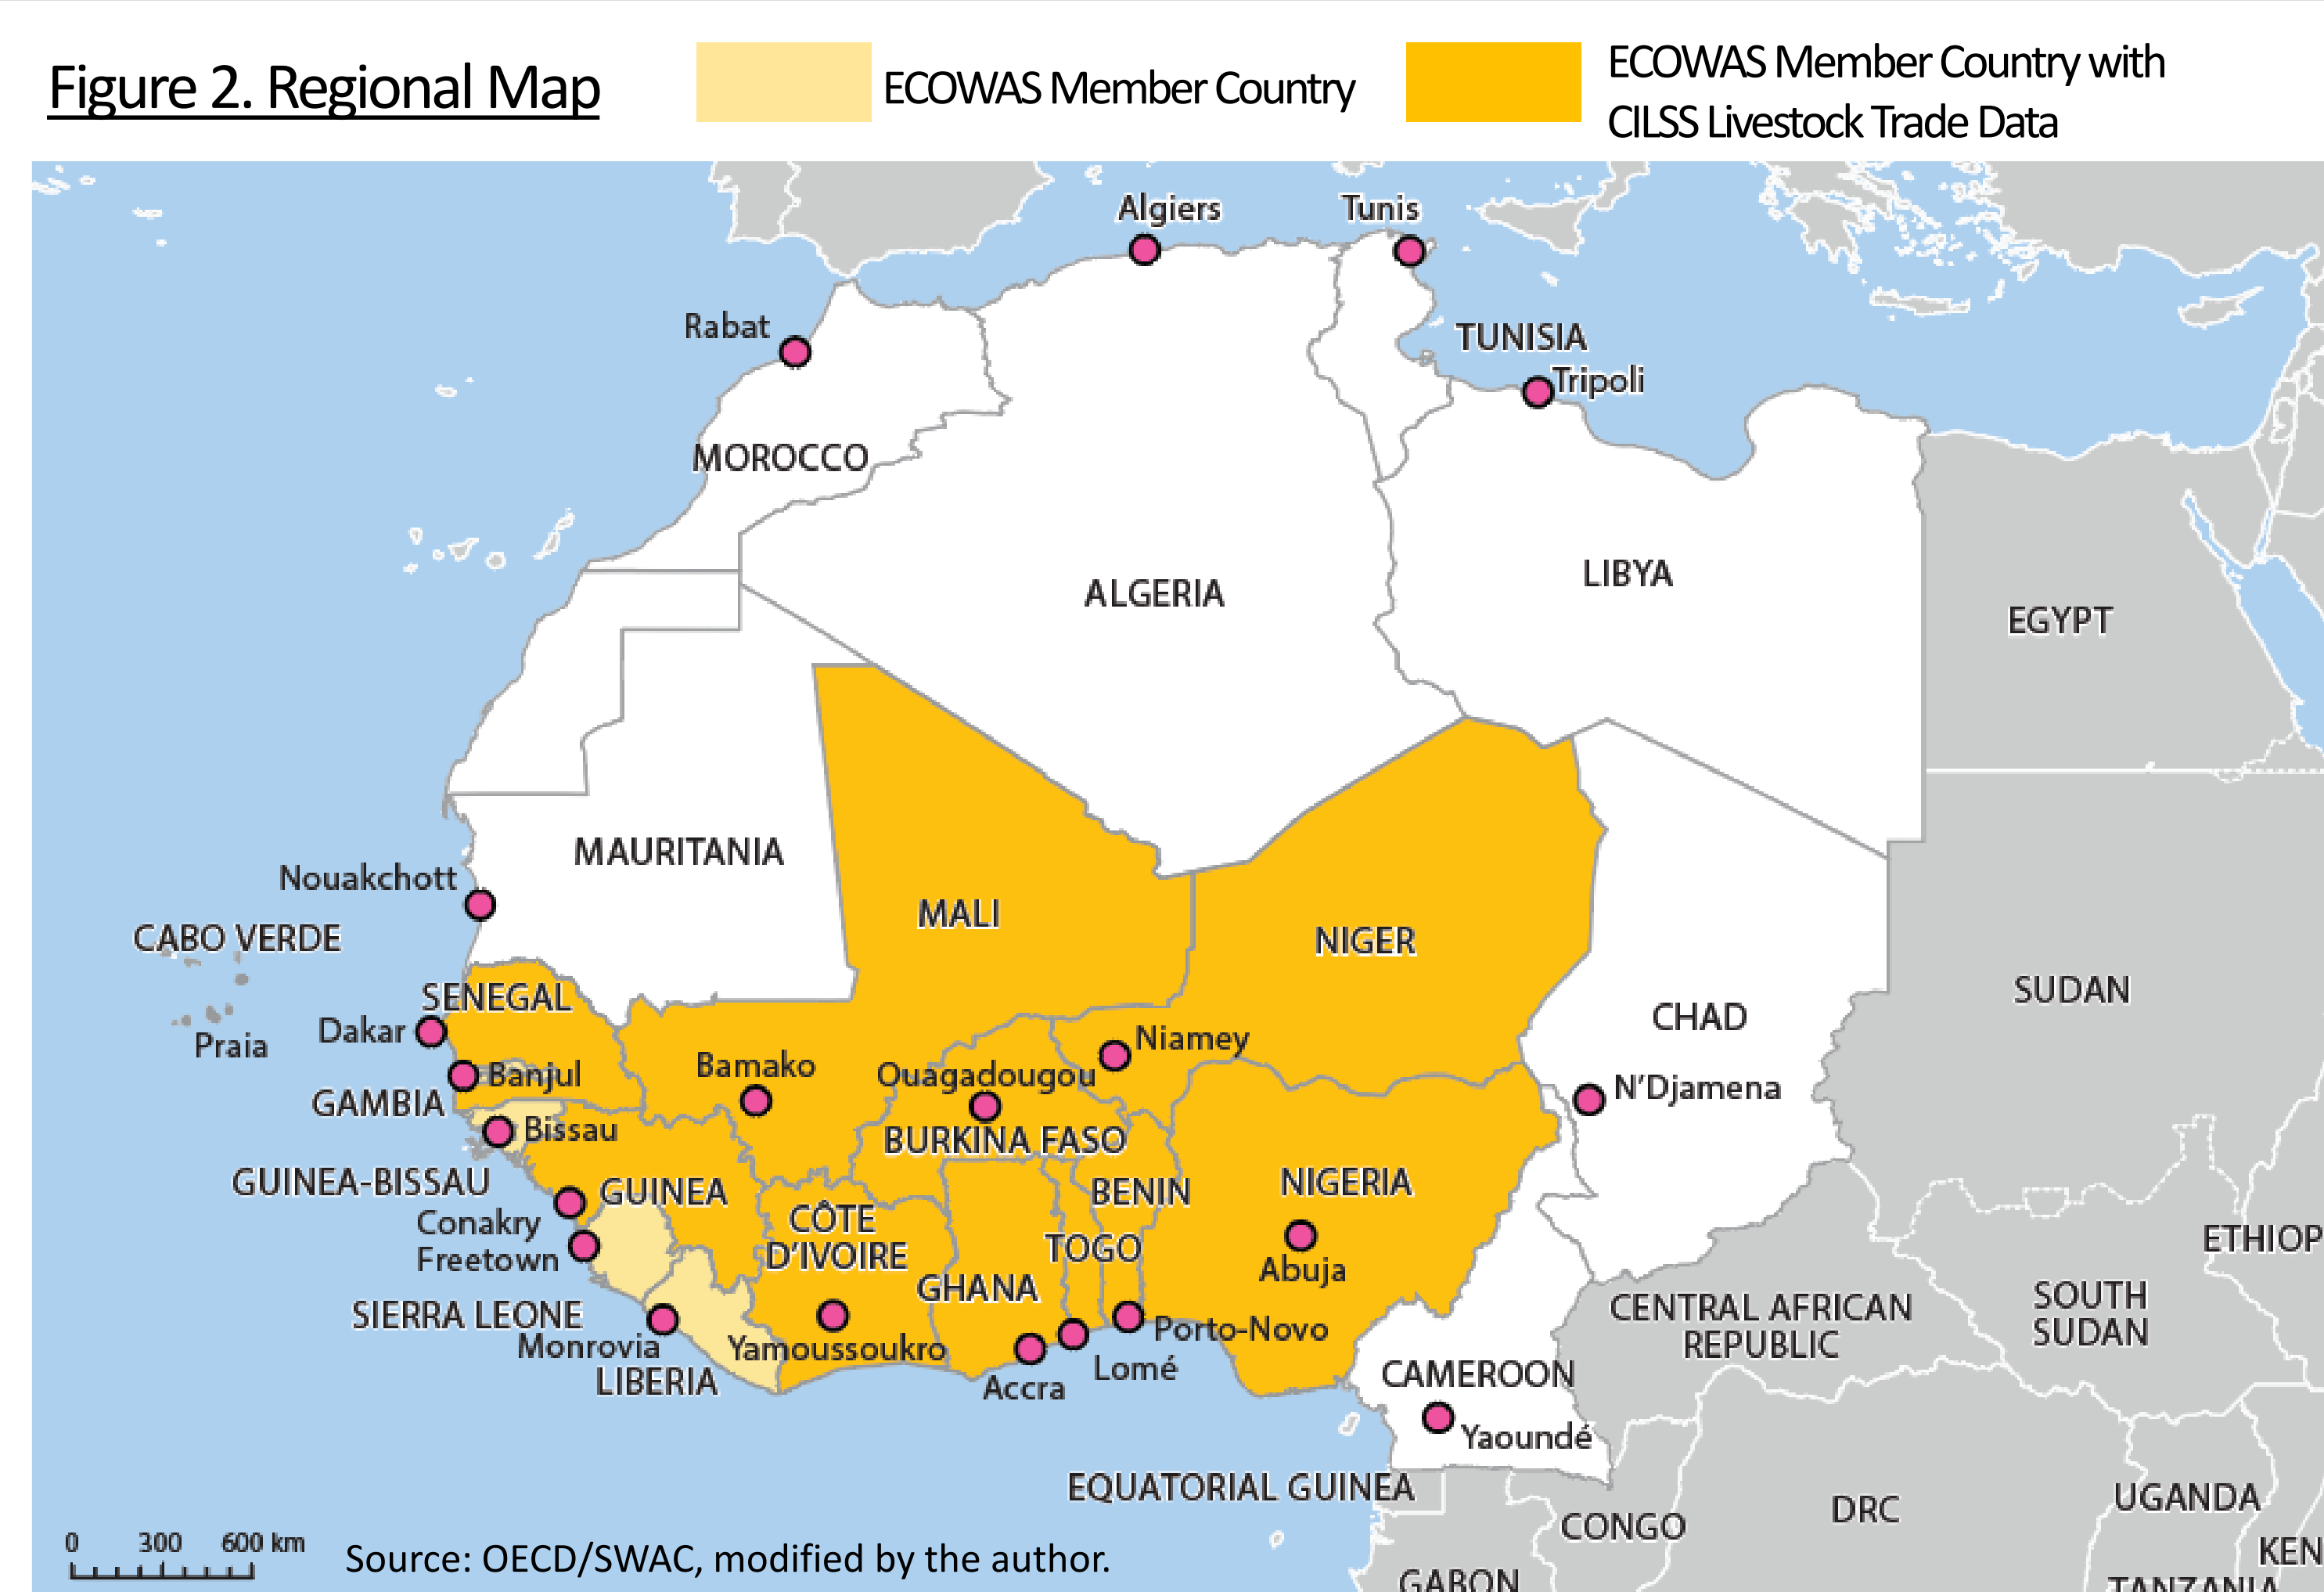 Figure 2. Regional Map
ECOWAS Member Country
ECOWAS Member Country with
CILSS Livestock Trade Data
Algiers
Tunis
Rabat
TUNISIA
Tripoli
MOROCCO
ALGERIA
LIBYA
EGYPT
MAURITANIA
Nouakchott
CABO VERDE
MALI
NIGER
SENEGAL
SUDAN
CHAD
Praia
Dakar
Niamey
Bamako
Ouagadougou
Banjul
N'Djamena
GAMBIA
Bissau
BURKINA FASO
GUINEA-BISSAU
GUINEA
BENIN
NIGERIA
Conakry
CÔTE
D'IVOIRE
TOGO
Freetown
Abuja
ETHIOP
GHANA
SIERRA LEONE
CENTRAL AFRICAN
REPUBLIC
SOUTH
SUDAN
Monrovia
Yamoussoukro
Porto-Novo
LIBERIA
Accra
Lomé
CAMEROON
Yaoundé
EQUATORIAL GUINEA
CONGO
DRC
UGANDA
KEN
GABON
TANZANIA
0 300 600 km
Source: OECD/SWAC, modified by the author.